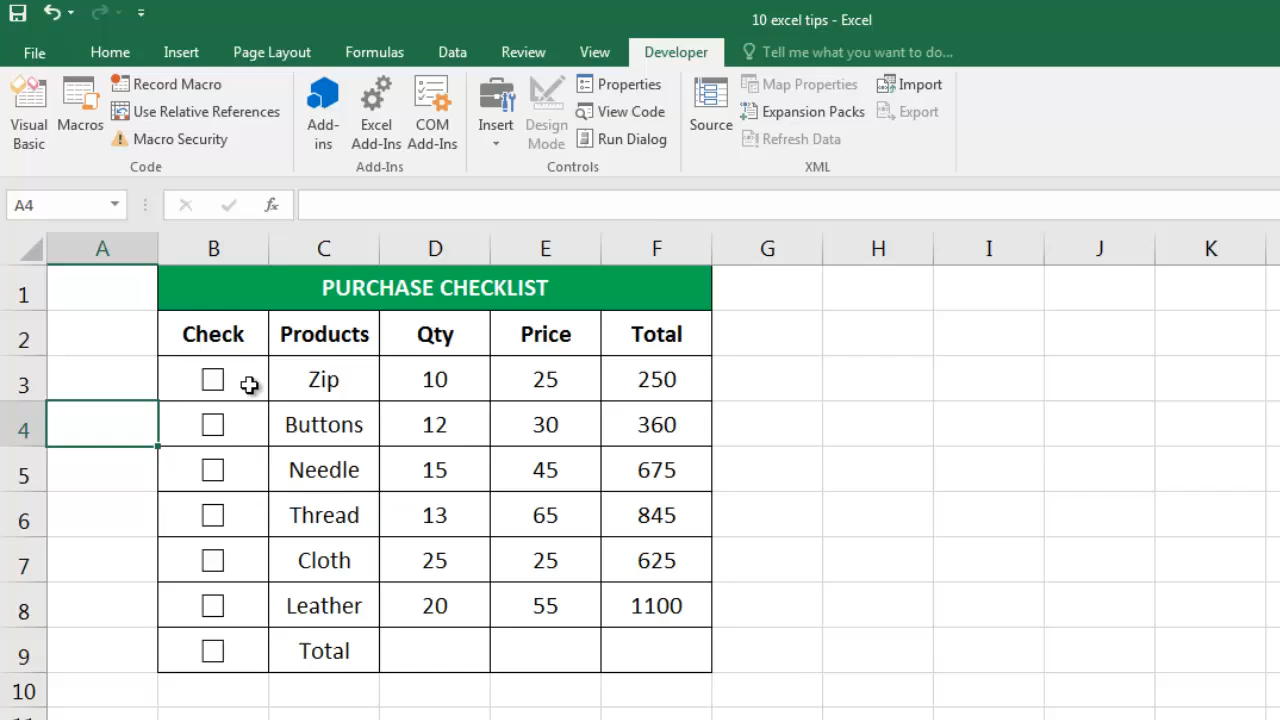 10 excel tips - Excel
File Home Insert Page Layout Formulas Data Review View Developer Tell me what you want to do...
Visual Basic
Macros
Record Macro
Use Relative References
Macro Security
Code
Add-ins
Excel Add-Ins
COM Add-Ins
Add-Ins
Insert
Design Mode
Properties
View Code
Run Dialog
Controls
Source
Map Properties
Expansion Packs
Refresh Data
Import
Export
XML
A4
fx
A B C D E F G H I J K
1 PURCHASE CHECKLIST
2 Check Products Qty Price Total
3 Zip 10 25 250
4 Buttons 12 30 360
5 Needle 15 45 675
6 Thread 13 65 845
7 Cloth 25 25 625
8 Leather 20 55 1100
9 Total
10